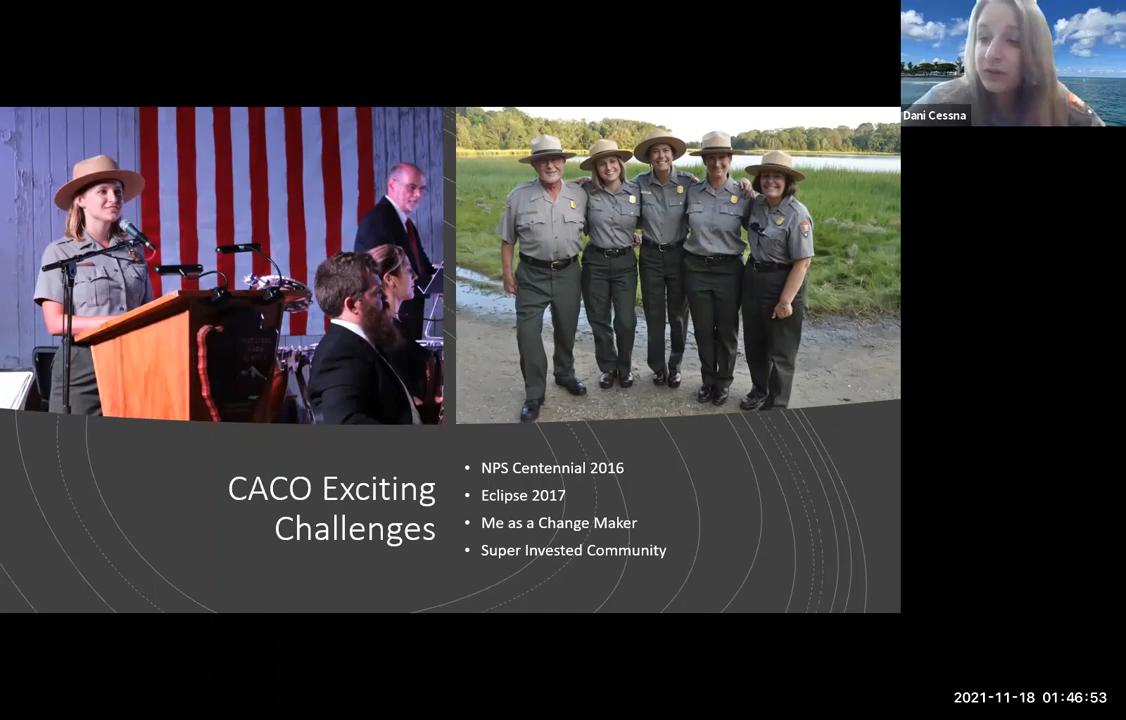 Dani Cessna
CACO Exciting
Challenges
• NPS Centennial 2016
• Eclipse 2017
• Me as a Change Maker
• Super Invested Community
2021-11-18 01:46:53